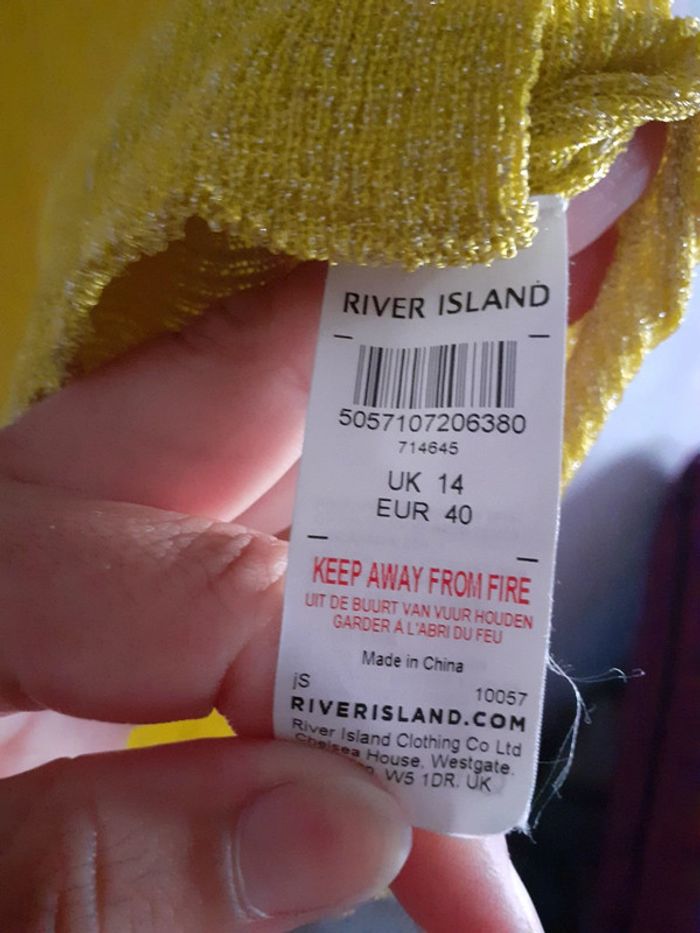 RIVER ISLAND
5057107206380
714645
UK 14
EUR 40
KEEP AWAY FROM FIRE
UIT DE BUURT VAN VUUR HOUDEN
GARDER À L'ABRI DU FEU
Made in China
jS 10057
RIVERISLAND.COM
River Island Clothing Co Ltd
Chelsea House, Westgate.
W5 1DR. UK